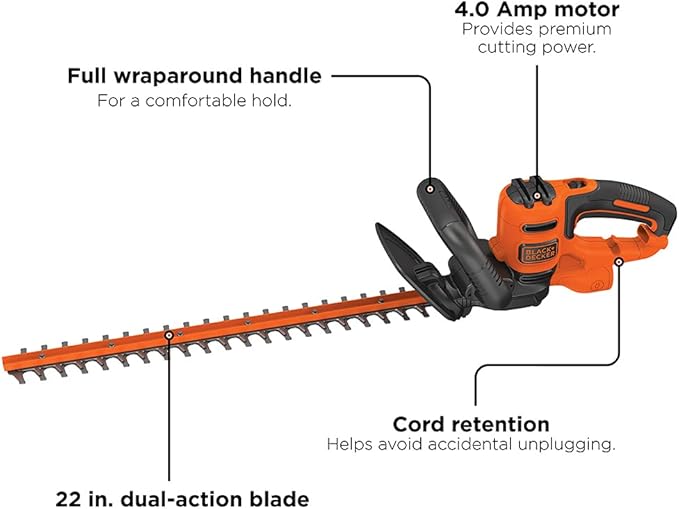 4.0 Amp motor
Provides premium
cutting power.
Full wraparound handle
For a comfortable hold.
BLACK+
DECKER
Cord retention
Helps avoid accidental unplugging.
22 in. dual-action blade